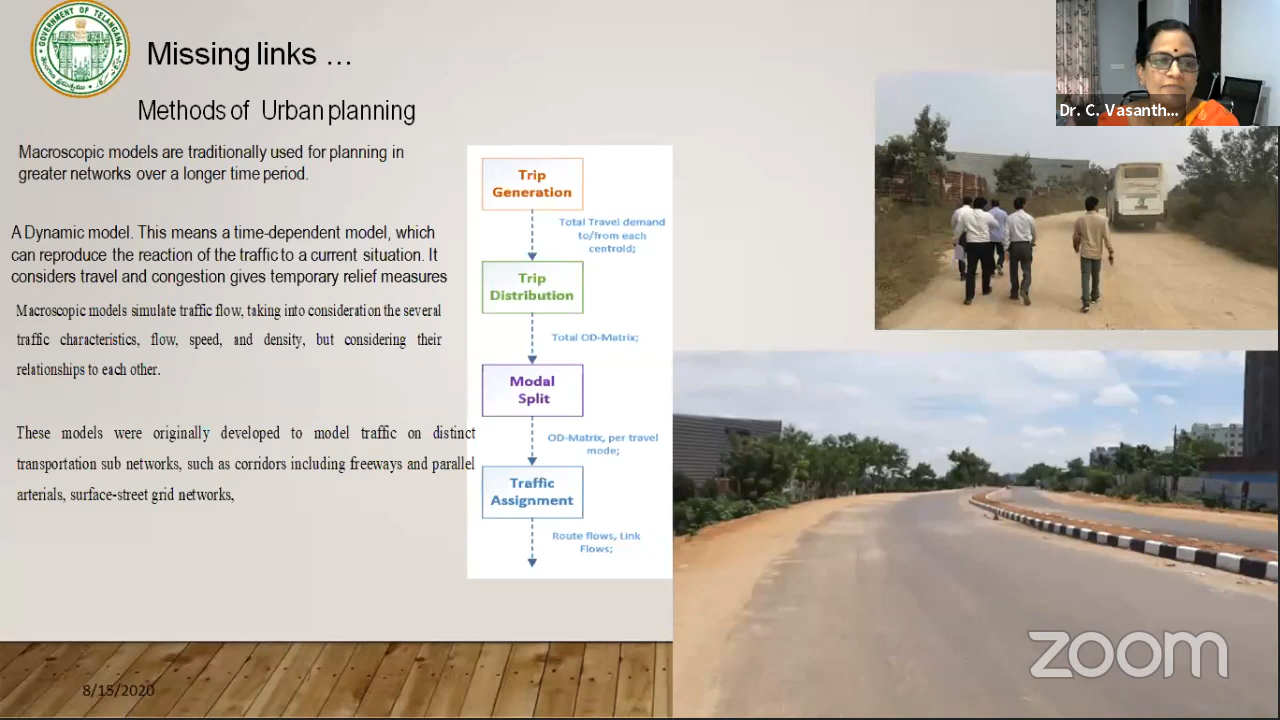 GOVERNMENT OF TELANGANA
Missing links ...
Methods of Urban planning
Macroscopic models are traditionally used for planning in
greater networks over a longer time period.
A Dynamic model. This means a time-dependent model, which
can reproduce the reaction of the traffic to a current situation. It
considers travel and congestion gives temporary relief measures
Macroscopic models simulate traffic flow, taking into consideration the several
traffic characteristics, flow, speed, and density, but considering their
relationships to each other.
These models were originally developed to model traffic on distinct
transportation sub networks, such as corridors including freeways and parallel
arterials, surface-street grid networks,
Trip
Generation
Total Travel demand
to/from each
centroid;
Trip
Distribution
Total OD-Matrix;
Modal
Split
OD-Matrix, per travel
mode;
Traffic
Assignment
Route flows, Link
Flows;
Dr. C. Vasanth...
8/15/2020
zoom